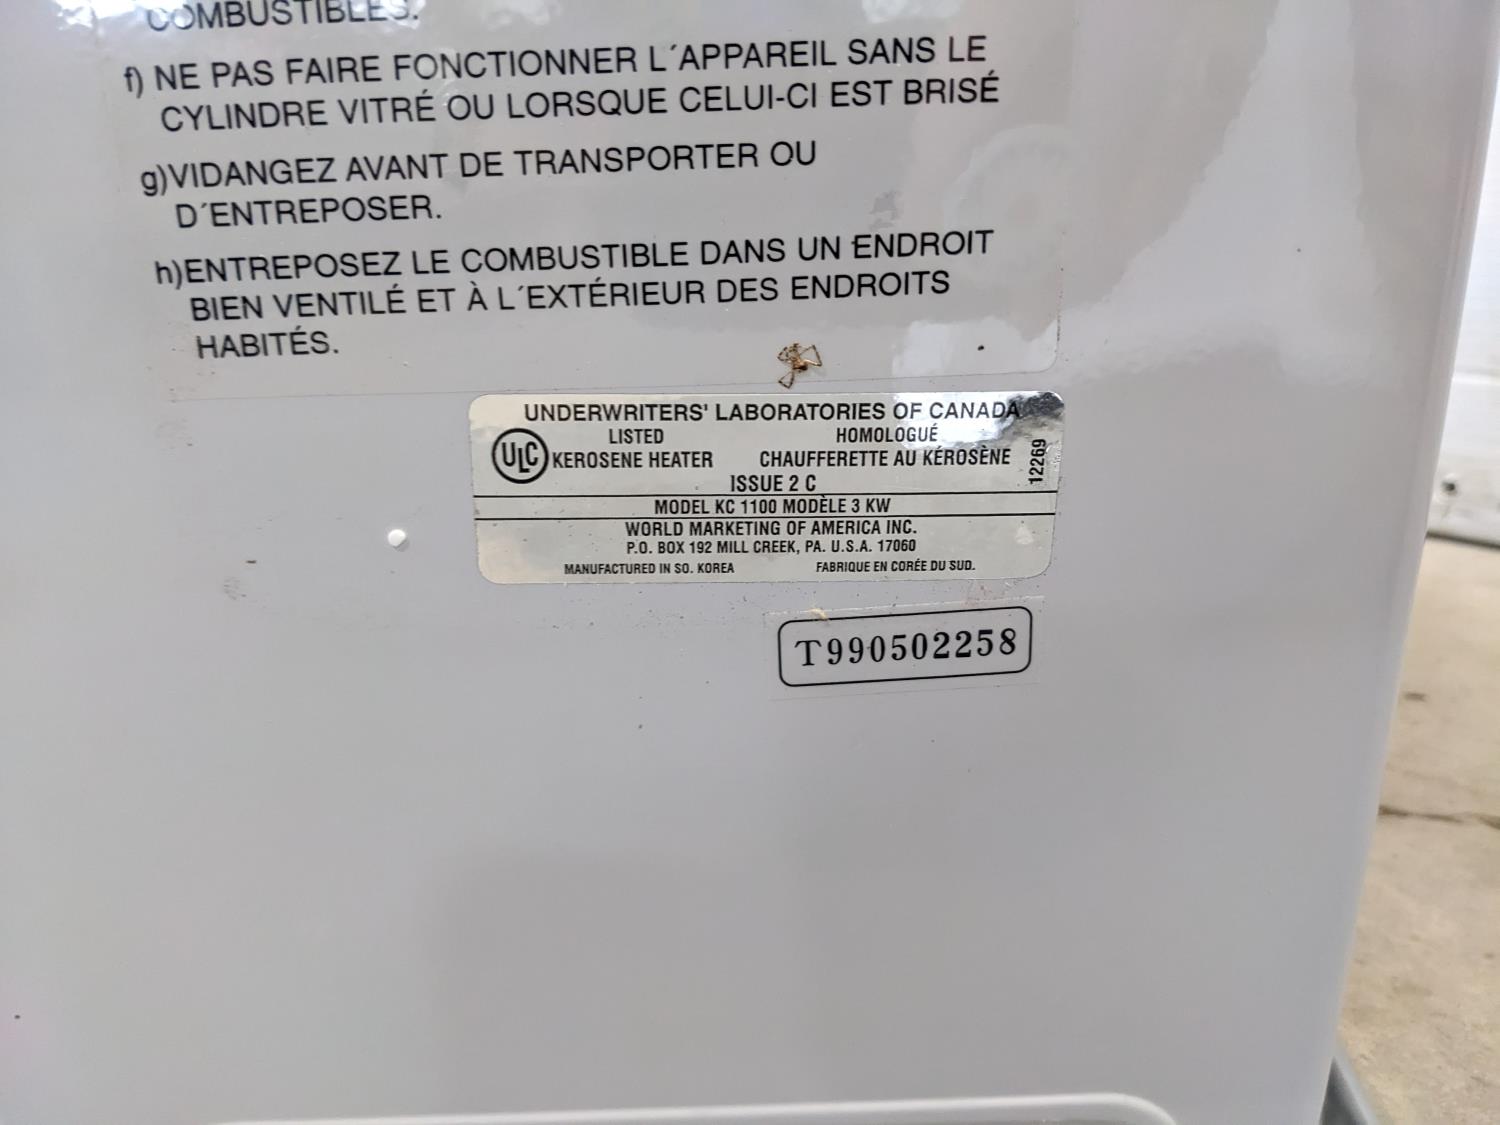 COMBUSTIBLES.
f) NE PAS FAIRE FONCTIONNER L´APPAREIL SANS LE
CYLINDRE VITRÉ OU LORSQUE CELUI-CI EST BRISÉ
g)VIDANGEZ AVANT DE TRANSPORTER OU
D´ENTREPOSER.
h)ENTREPOSEZ LE COMBUSTIBLE DANS UN ENDROIT
BIEN VENTILÉ ET À L´EXTÉRIEUR DES ENDROITS
HABITÉS.
UNDERWRITERS' LABORATORIES OF CANADA
ULC
LISTED HOMOLOGUÉ
KEROSENE HEATER CHAUFFERETTE AU KÉROSÈNE
12269
ISSUE 2 C
MODEL KC 1100 MODÈLE 3 KW
WORLD MARKETING OF AMERICA INC.
P.O. BOX 192 MILL CREEK, PA. U.S.A. 17060
MANUFACTURED IN SO. KOREA FABRIQUE EN CORÉE DU SUD.
T990502258